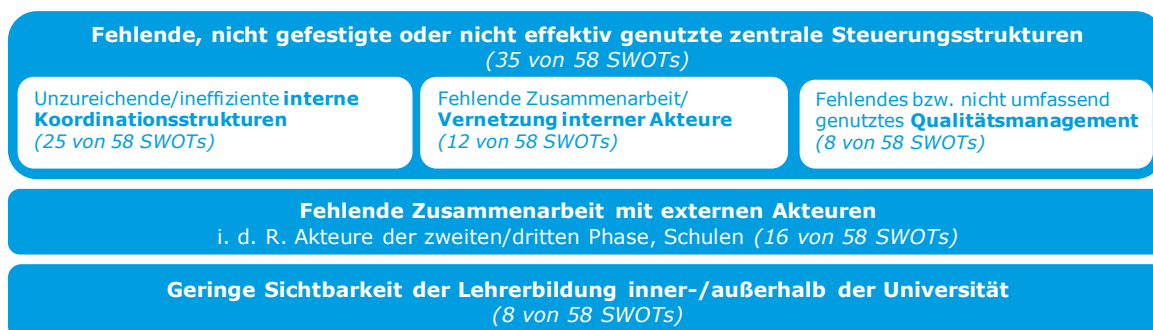 Fehlende, nicht gefestigte oder nicht effektiv genutzte zentrale Steuerungsstrukturen
(35 von 58 SWOTs)
Unzureichende/ineffiziente interne
Koordinationsstrukturen
(25 von 58 SWOTs)
Fehlende Zusammenarbeit/
Vernetzung interner Akteure
(12 von 58 SWOTs)
Fehlendes bzw. nicht umfassend
genutztes Qualitätsmanagement
(8 von 58 SWOTs)
Fehlende Zusammenarbeit mit externen Akteuren
i. d. R. Akteure der zweiten/dritten Phase, Schulen (16 von 58 SWOTs)
Geringe Sichtbarkeit der Lehrerbildung inner-/außerhalb der Universität
(8 von 58 SWOTs)